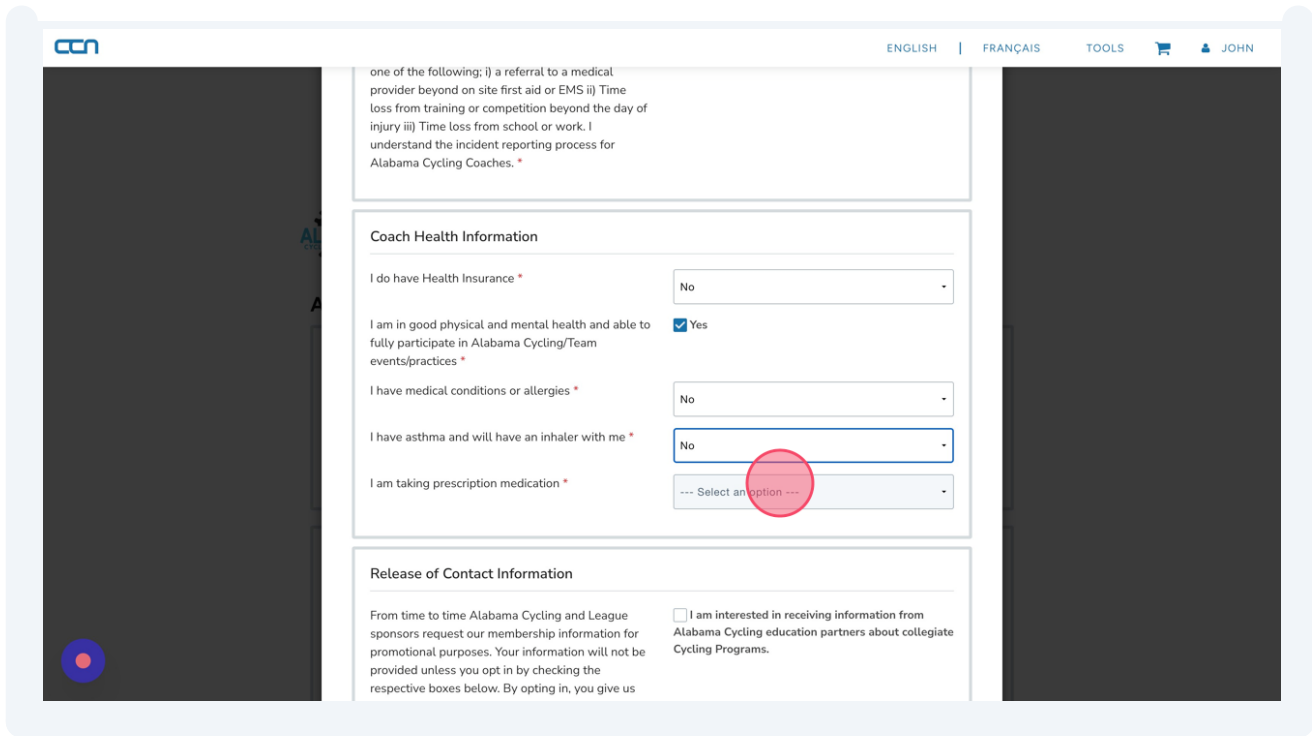 ccn
ENGLISH | FRANÇAIS TOOLS JOHN
one of the following; i) a referral to a medical
provider beyond on site first aid or EMS ii) Time
loss from training or competition beyond the day of
injury iii) Time loss from school or work. I
understand the incident reporting process for
Alabama Cycling Coaches. *
AL
A
Coach Health Information
I do have Health Insurance *
No
I am in good physical and mental health and able to
fully participate in Alabama Cycling/Team
events/practices *
Yes
I have medical conditions or allergies *
No
I have asthma and will have an inhaler with me *
No
I am taking prescription medication *
--- Select an option ---
Release of Contact Information
From time to time Alabama Cycling and League
sponsors request our membership information for
promotional purposes. Your information will not be
provided unless you opt in by checking the
respective boxes below. By opting in, you give us
I am interested in receiving information from
Alabama Cycling education partners about collegiate
Cycling Programs.